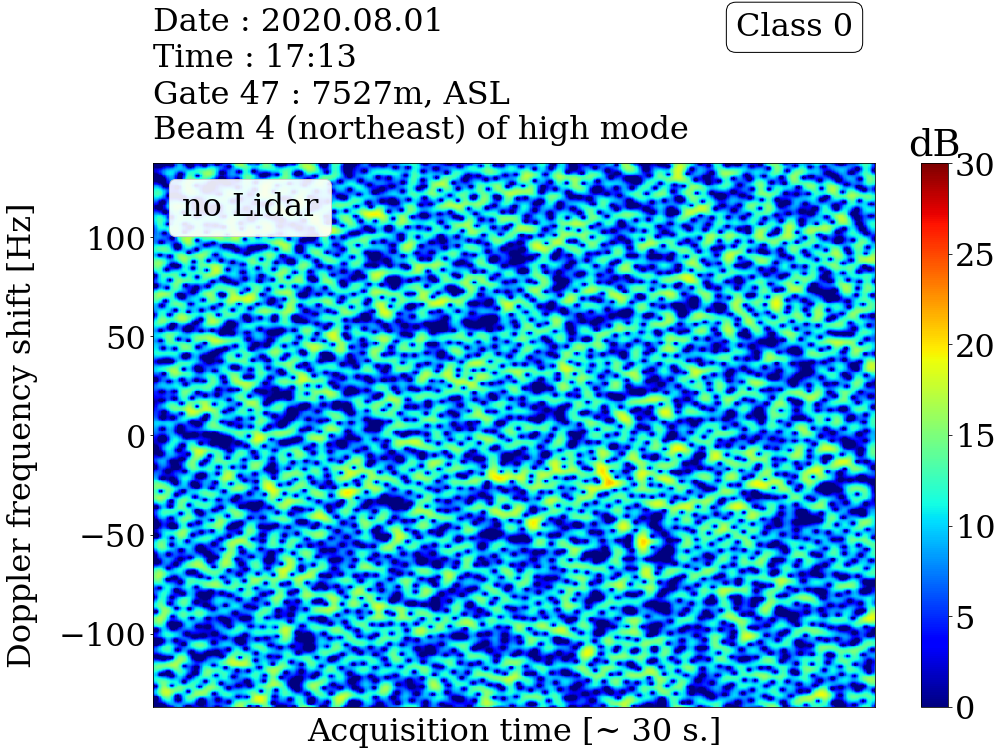 Date : 2020.08.01
Time : 17:13
Gate 47 : 7527m, ASL
Beam 4 (northeast) of high mode
Class 0
no Lidar
dB
30
25
20
15
10
5
0
Doppler frequency shift [Hz]
100
50
0
−50
−100
Acquisition time [~ 30 s.]